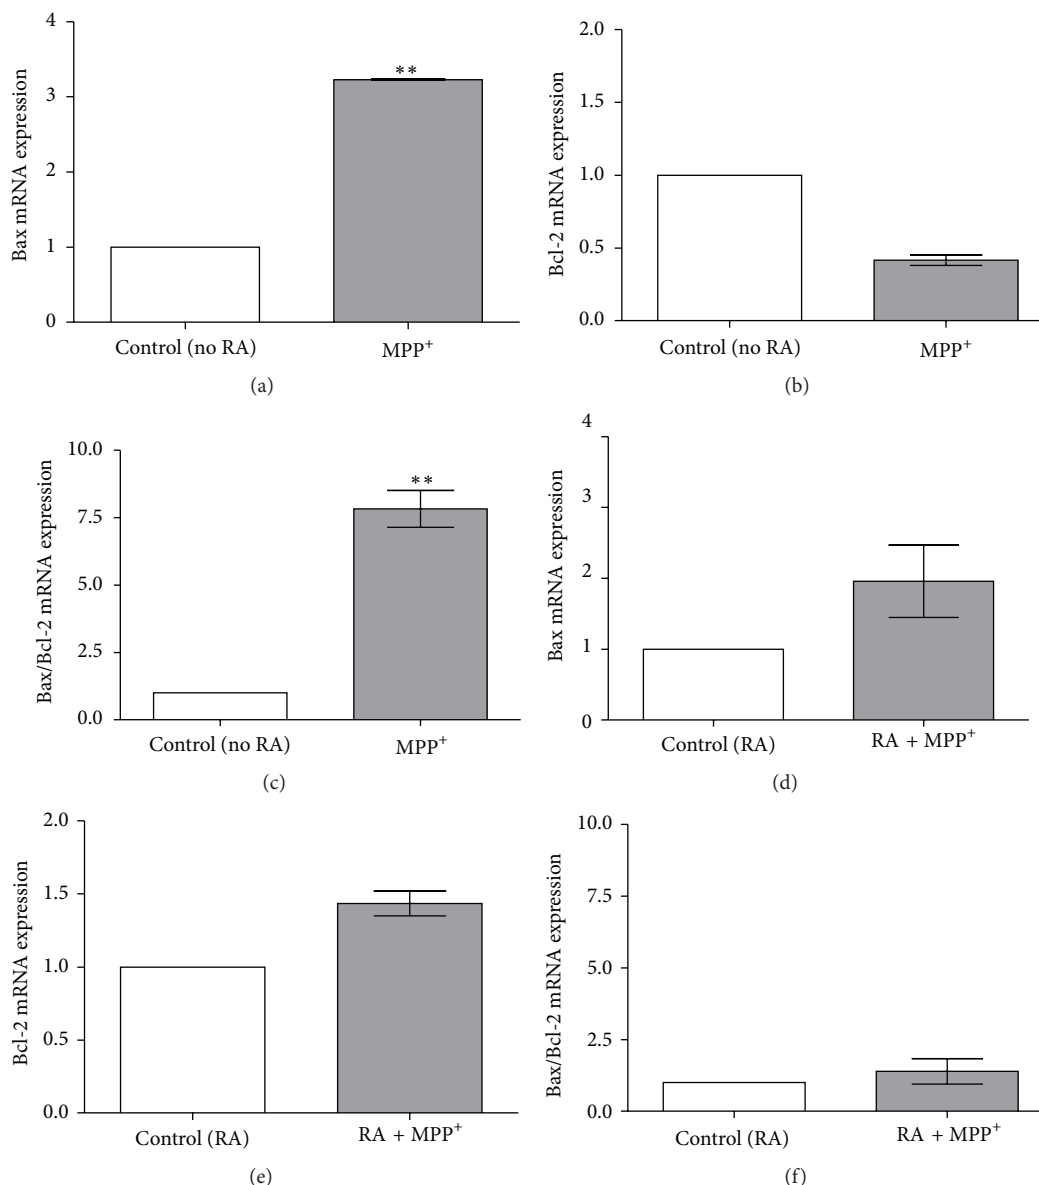 Bax mRNA expression
4
3
2
1
0
**
Control (no RA)
MPP⁺
(a)
Bcl-2 mRNA expression
2.0
1.5
1.0
0.5
0.0
Control (no RA)
MPP⁺
(b)
Bax/Bcl-2 mRNA expression
10.0
7.5
5.0
2.5
0.0
**
Control (no RA)
MPP⁺
(c)
Bax mRNA expression
4
3
2
1
0
Control (RA)
RA + MPP⁺
(d)
Bcl-2 mRNA expression
2.0
1.5
1.0
0.5
0.0
Control (RA)
RA + MPP⁺
(e)
Bax/Bcl-2 mRNA expression
10.0
7.5
5.0
2.5
0.0
Control (RA)
RA + MPP⁺
(f)